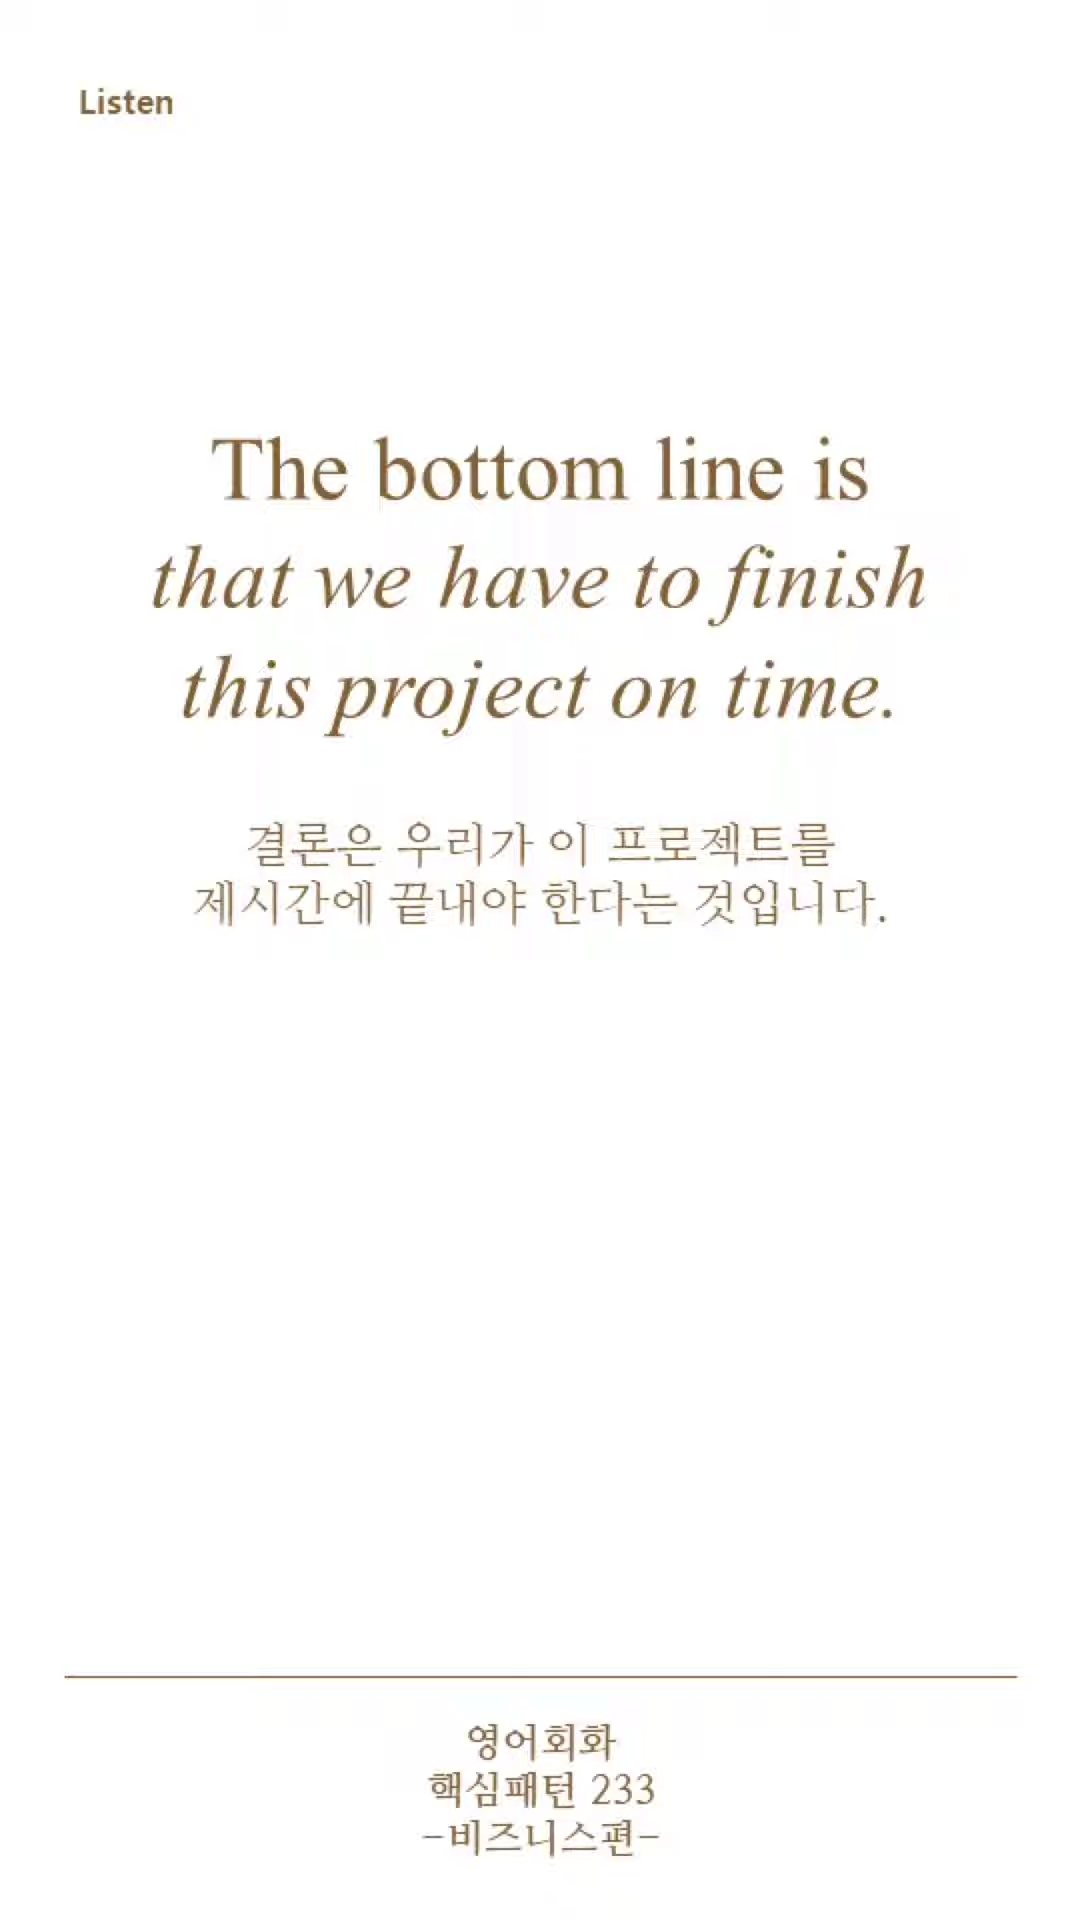 Listen
The bottom line is
that we have to finish
this project on time.
결론은 우리가 이 프로젝트를
제시간에 끝내야 한다는 것입니다.
영어회화
핵심패턴 233
-비즈니스편-